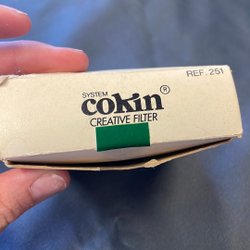 REF. 251
SYSTEM
cokin®
CREATIVE FILTER